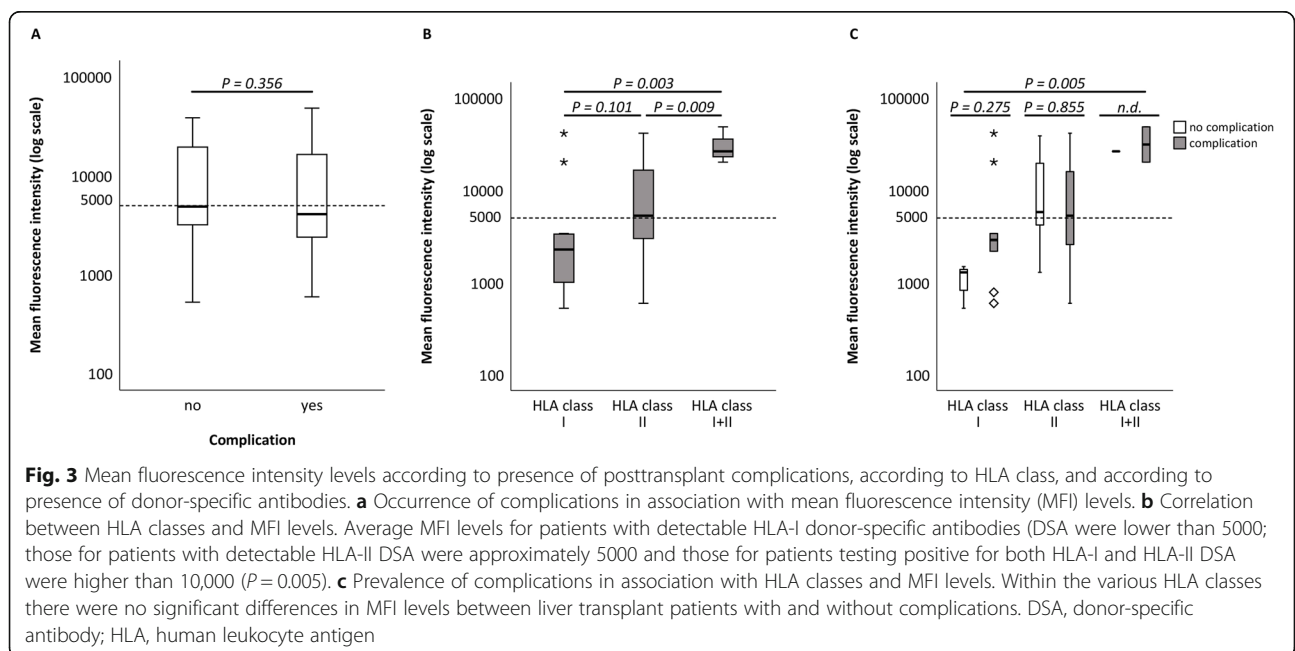 A
Mean fluorescence intensity (log scale)
100000
10000
5000
1000
100
P = 0.356
no
yes
Complication
B
Mean fluorescence intensity (log scale)
100000
10000
5000
1000
100
P = 0.003
P = 0.101
P = 0.009
HLA class
I
HLA class
II
HLA class
I+II
C
Mean fluorescence intensity (log scale)
100000
10000
5000
1000
100
P = 0.005
P = 0.275
P = 0.855
n.d.
no complication
complication
HLA class
I
HLA class
II
HLA class
I+II
Fig. 3 Mean fluorescence intensity levels according to presence of posttransplant complications, according to HLA class, and according to
presence of donor-specific antibodies. a Occurrence of complications in association with mean fluorescence intensity (MFI) levels. b Correlation
between HLA classes and MFI levels. Average MFI levels for patients with detectable HLA-I donor-specific antibodies (DSA were lower than 5000;
those for patients with detectable HLA-II DSA were approximately 5000 and those for patients testing positive for both HLA-I and HLA-II DSA
were higher than 10,000 (P = 0.005). c Prevalence of complications in association with HLA classes and MFI levels. Within the various HLA classes
there were no significant differences in MFI levels between liver transplant patients with and without complications. DSA, donor-specific
antibody; HLA, human leukocyte antigen